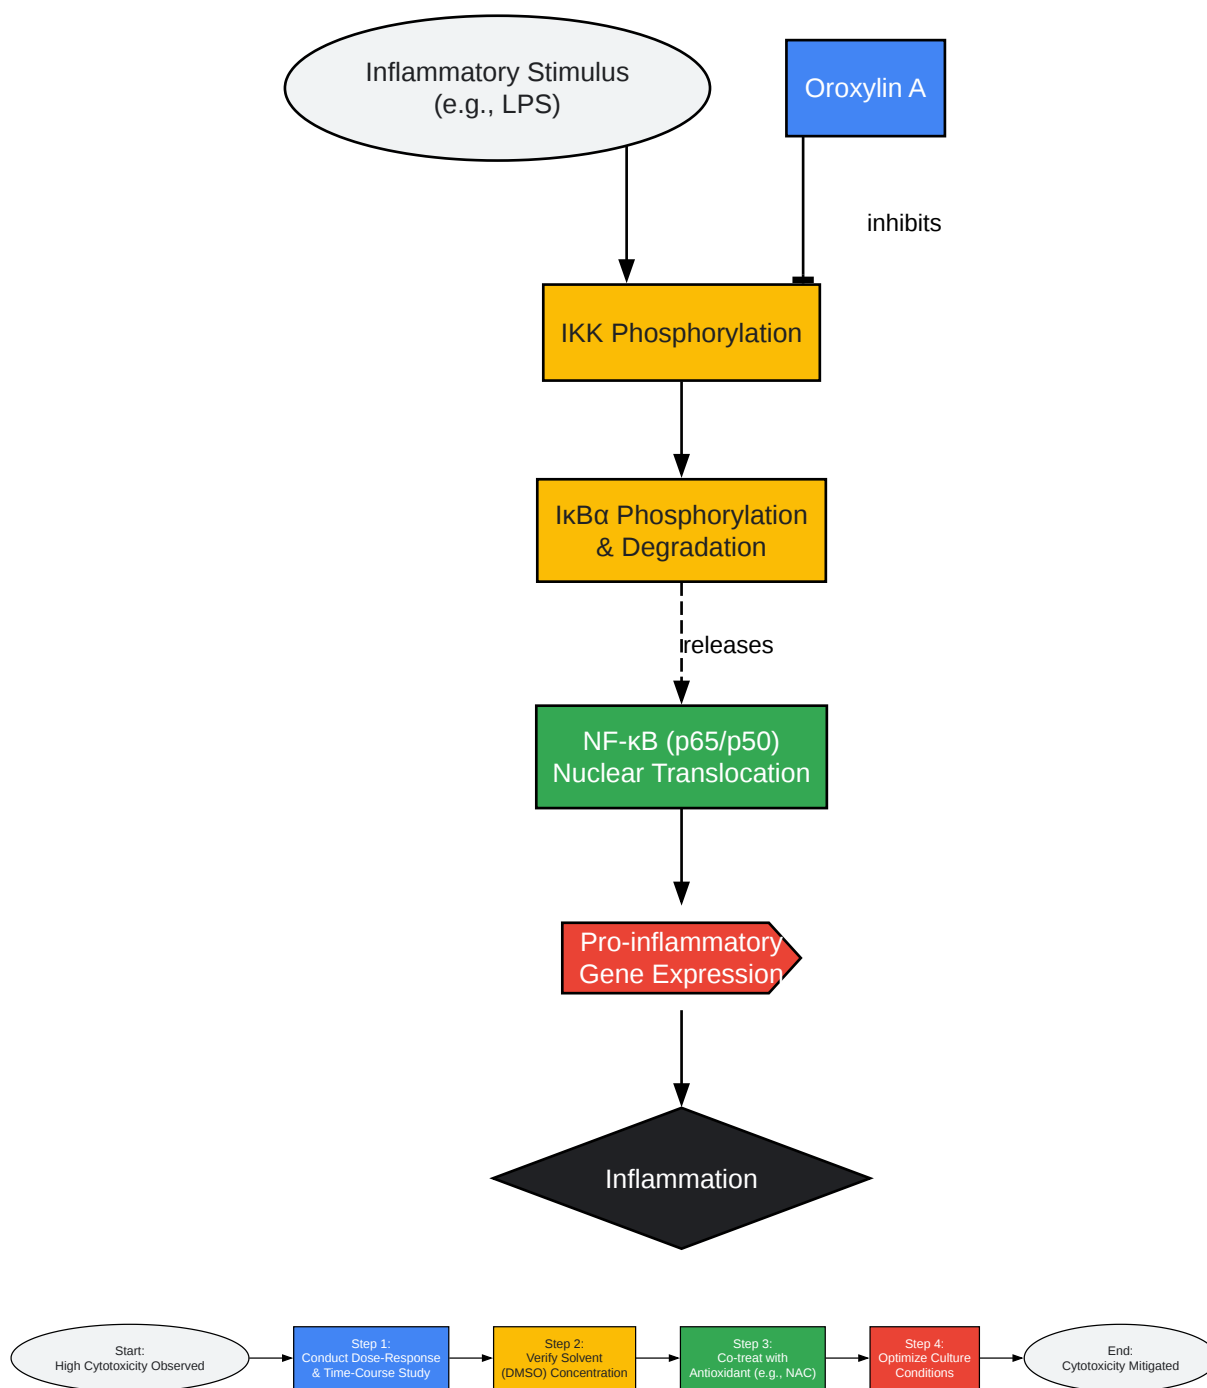 Inflammatory Stimulus
(e.g., LPS)
Oroxylin A
inhibits
IKK Phosphorylation
IκBα Phosphorylation
& Degradation
releases
NF-κB (p65/p50)
Nuclear Translocation
Pro-inflammatory
Gene Expression
Inflammation
Start:
High Cytotoxicity Observed
Step 1:
Conduct Dose-Response
& Time-Course Study
Step 2:
Verify Solvent
(DMSO) Concentration
Step 3:
Co-treat with
Antioxidant (e.g., NAC)
Step 4:
Optimize Culture
Conditions
End:
Cytotoxicity Mitigated